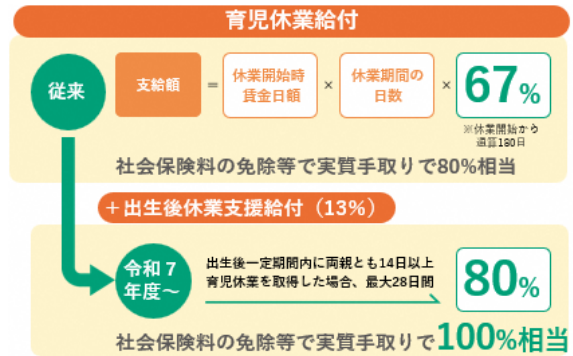 育児休業給付
従来
支給額 = 休業開始時賃金日額 × 休業期間の日数 × 67%
※休業開始から
通算180日
社会保険料の免除等で実質手取りで80%相当
＋出生後休業支援給付（13%）
令和7
年度～
出生後一定期間内に両親とも14日以上
育児休業を取得した場合、最大28日間
80%
社会保険料の免除等で実質手取りで100%相当